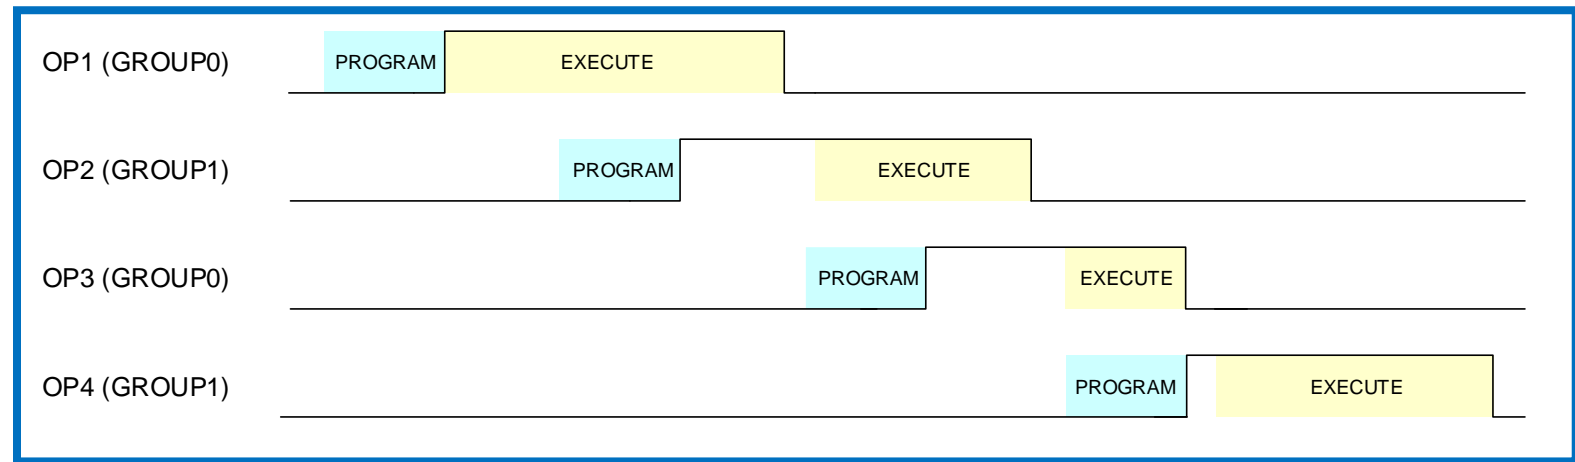 OP1 (GROUP0) PROGRAM EXECUTE
OP2 (GROUP1) PROGRAM EXECUTE
OP3 (GROUP0) PROGRAM EXECUTE
OP4 (GROUP1) PROGRAM EXECUTE